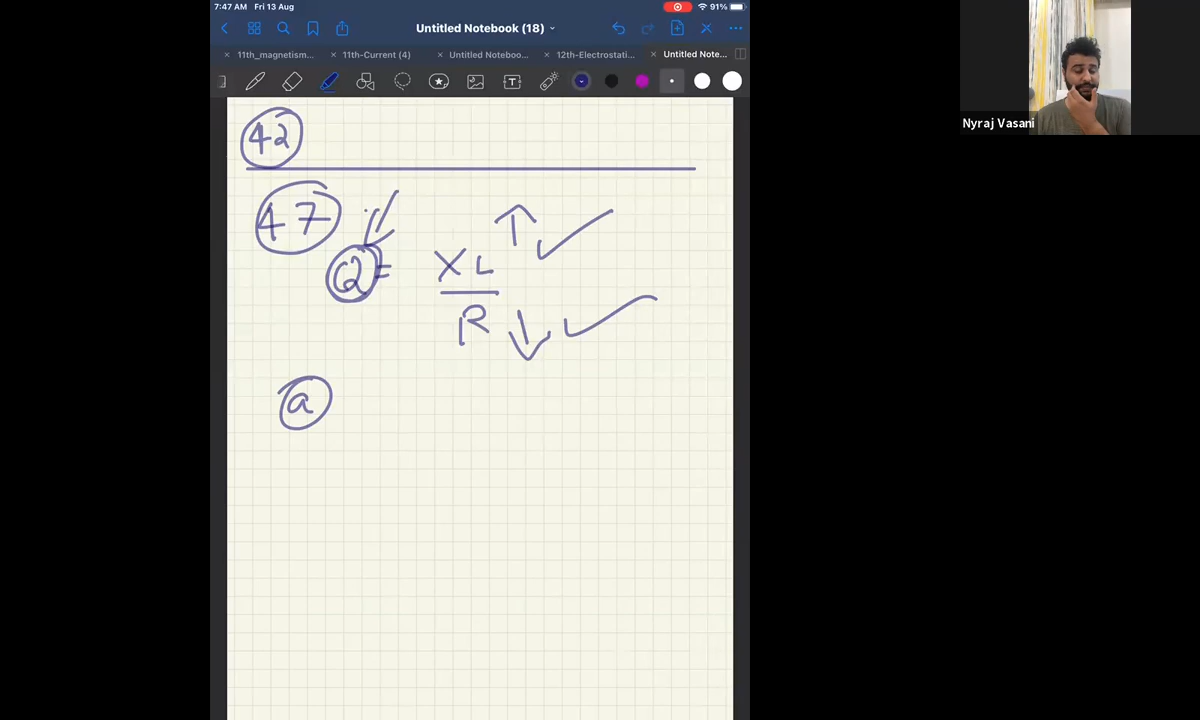 7:47 AM Fri 13 Aug 91%
Untitled Notebook (18)
11th_magnetism... 11th-Current (4) Untitled Noteboo... 12th-Electrostati... Untitled Note...
Nyraj Vasani
42
47
Q = XL
R
a